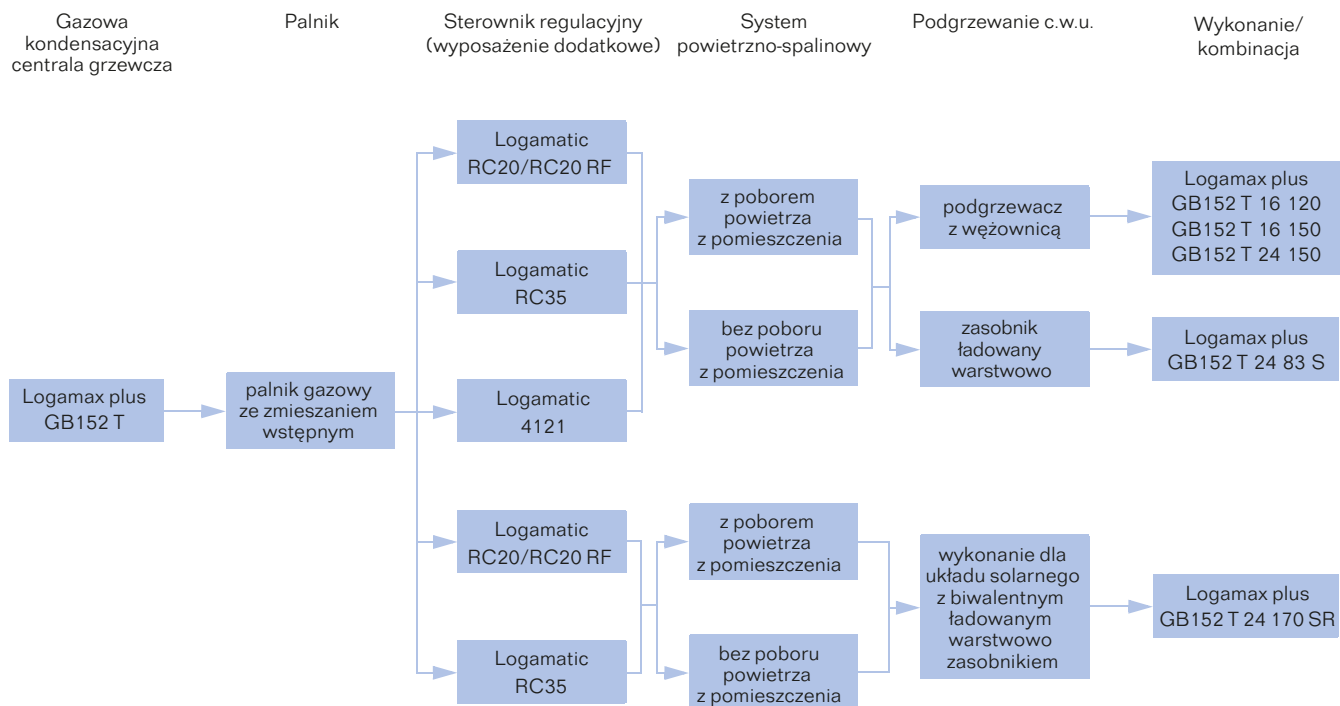 Gazowa
kondensacyjna
centrala grzewcza
Palnik
Sterownik regulacyjny
(wyposażenie dodatkowe)
System
powietrzno-spalinowy
Podgrzewanie c.w.u.
Wykonanie/
kombinacja
Logamax plus
GB152 T
palnik gazowy
ze zmieszaniem
wstępnym
Logamatic
RC20/RC20 RF
Logamatic
RC35
Logamatic
4121
z poborem
powietrza
z pomieszczenia
bez poboru
powietrza
z pomieszczenia
podgrzewacz
z wężownicą
zasobnik
ładowany
warstwowo
Logamax plus
GB152 T 16 120
GB152 T 16 150
GB152 T 24 150
Logamax plus
GB152 T 24 83 S
Logamatic
RC20/RC20 RF
Logamatic
RC35
z poborem
powietrza
z pomieszczenia
bez poboru
powietrza
z pomieszczenia
wykonanie dla
układu solarnego
z biwalentnym
ładowanym
warstwowo
zasobnikiem
Logamax plus
GB152 T 24 170 SR